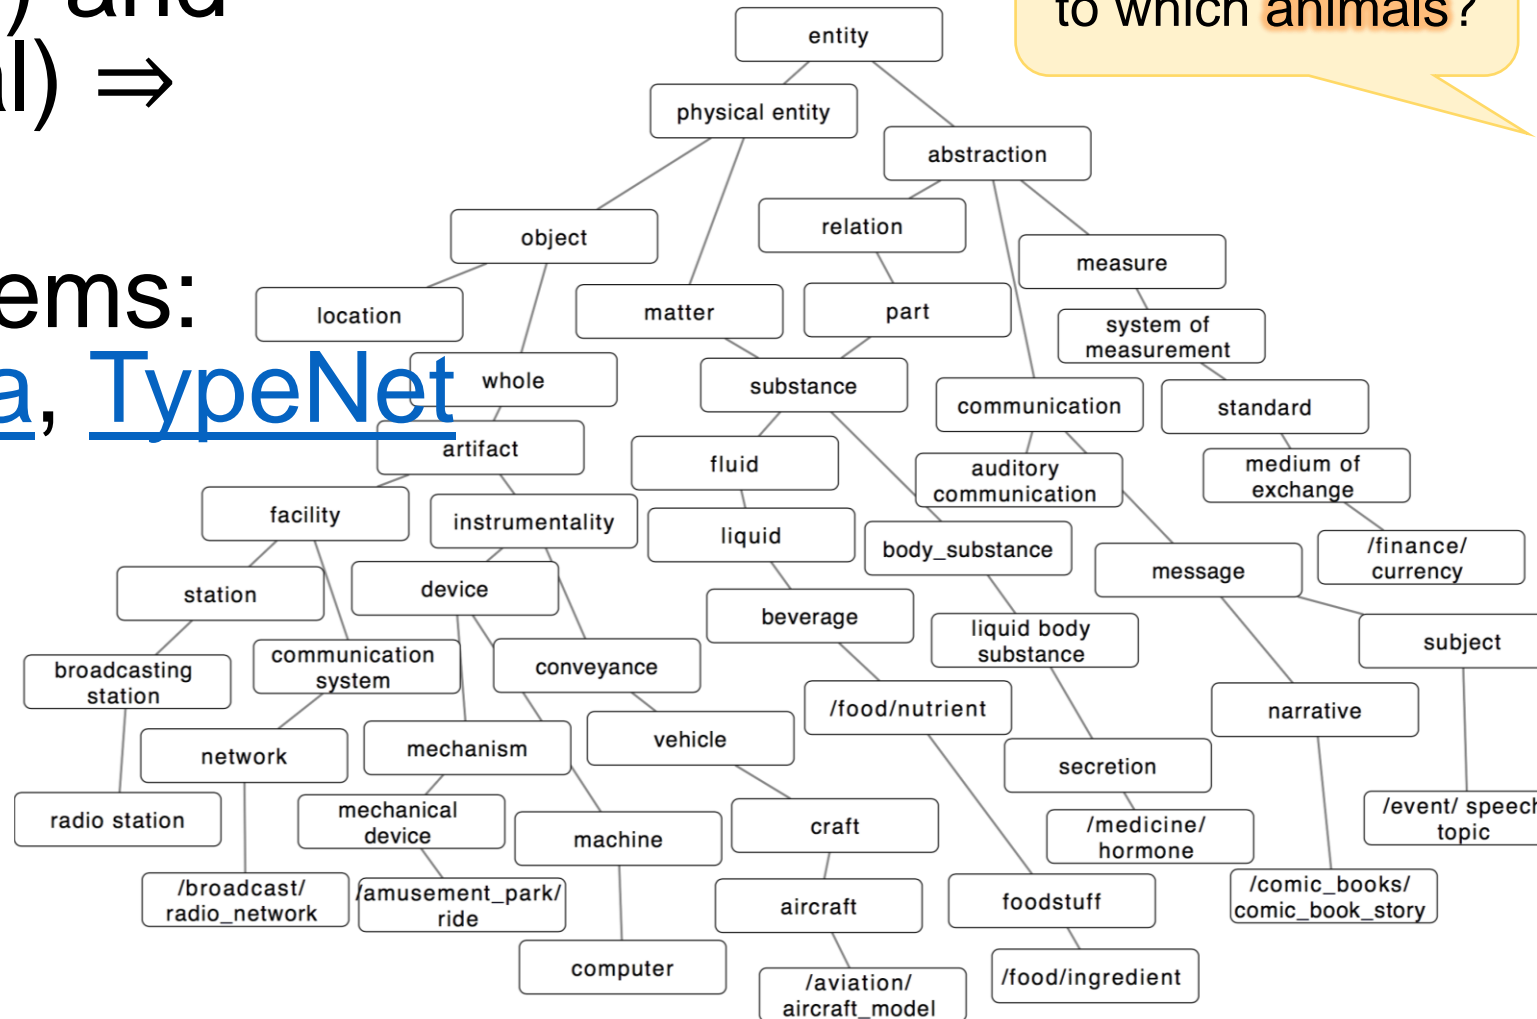 ) and
al) ⇒
ems:
a, TypeNet
to which animals?
entity
physical entity
abstraction
object
relation
measure
location
matter
part
system of
measurement
whole
substance
communication
standard
artifact
fluid
auditory
communication
medium of
exchange
facility
instrumentality
liquid
body_substance
message
/finance/
currency
station
device
beverage
liquid body
substance
subject
broadcasting
station
communication
system
conveyance
/food/nutrient
narrative
network
mechanism
vehicle
secretion
radio station
mechanical
device
machine
craft
/medicine/
hormone
/event/ speech
topic
/broadcast/
radio_network
/amusement_park/
ride
aircraft
foodstuff
/comic_books/
comic_book_story
computer
/aviation/
aircraft_model
/food/ingredient